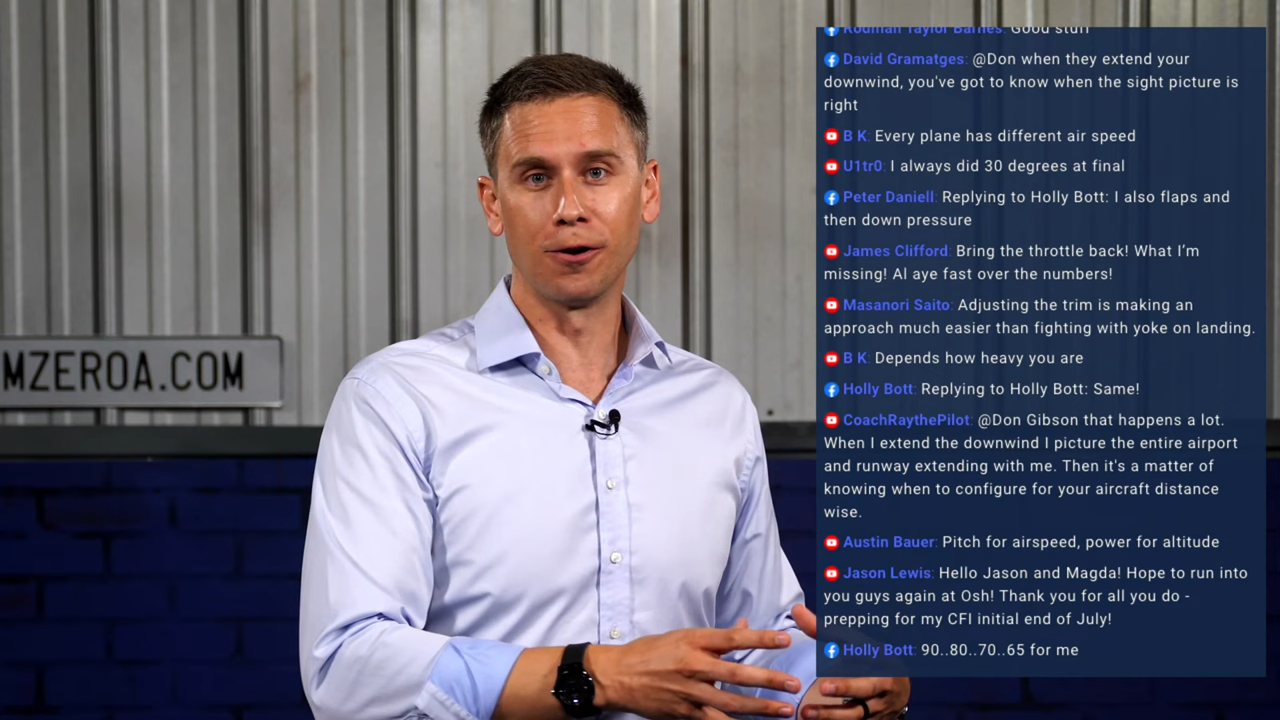 MZEROA.COM
Rodman Taylor Barnes: Good stuff
David Gramatges: @Don when they extend your
downwind, you've got to know when the sight picture is
right
B K: Every plane has different air speed
U1tr0: I always did 30 degrees at final
Peter Daniell: Replying to Holly Bott: I also flaps and
then down pressure
James Clifford: Bring the throttle back! What I’m
missing! Al aye fast over the numbers!
Masanori Saito: Adjusting the trim is making an
approach much easier than fighting with yoke on landing.
B K: Depends how heavy you are
Holly Bott: Replying to Holly Bott: Same!
CoachRaythePilot: @Don Gibson that happens a lot.
When I extend the downwind I picture the entire airport
and runway extending with me. Then it's a matter of
knowing when to configure for your aircraft distance
wise.
Austin Bauer: Pitch for airspeed, power for altitude
Jason Lewis: Hello Jason and Magda! Hope to run into
you guys again at Osh! Thank you for all you do -
prepping for my CFI initial end of July!
Holly Bott: 90..80..70..65 for me